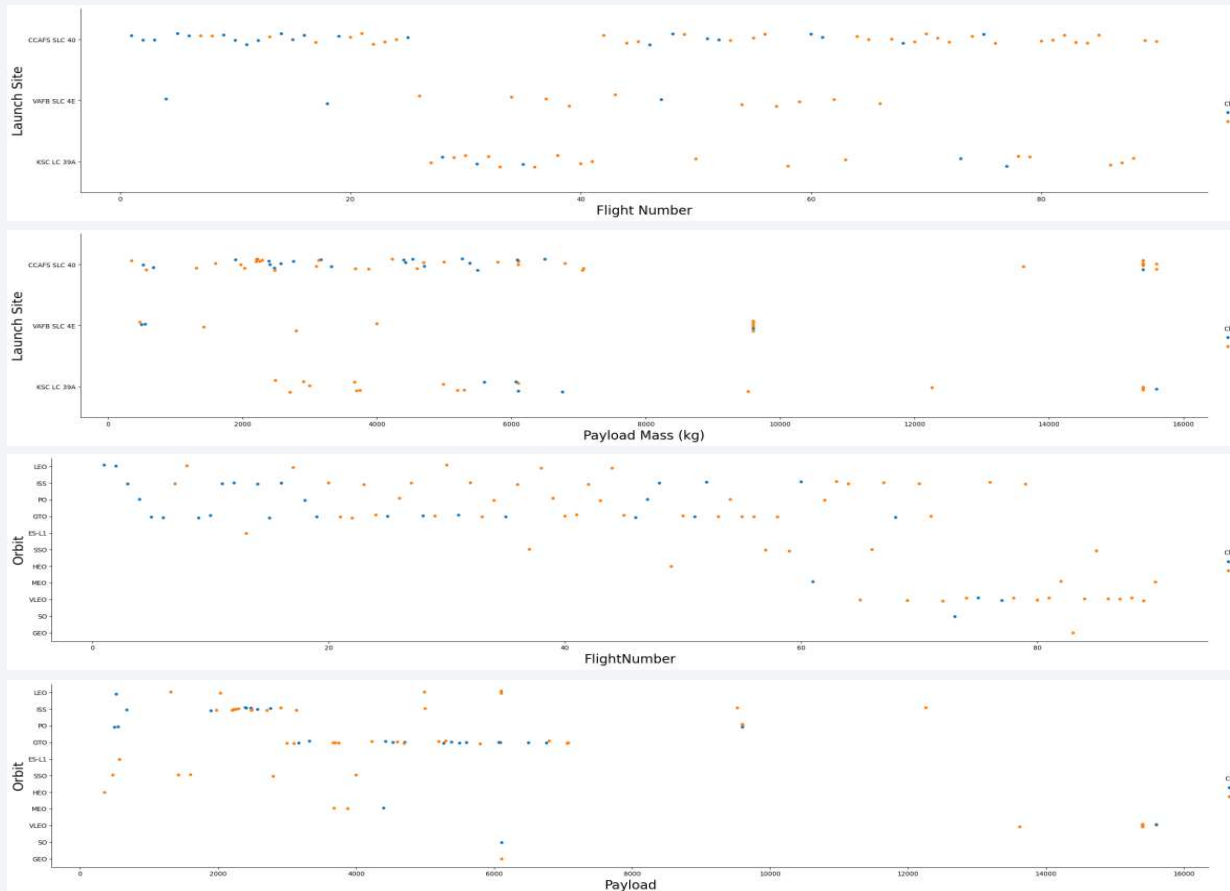 CCAFS SLC 40
VAFB SLC 4E
KSC LC 39A
Launch Site
0 20 40 60 80
Flight Number
CCAFS SLC 40
VAFB SLC 4E
KSC LC 39A
Launch Site
0 2000 4000 6000 8000 10000 12000 14000 16000
Payload Mass (kg)
LEO
ISS
PO
GTO
ES-L1
SSO
HEO
MEO
VLEO
SO
GEO
Orbit
0 20 40 60 80
FlightNumber
LEO
ISS
PO
GTO
ES-L1
SSO
HEO
MEO
VLEO
SO
GEO
Orbit
0 2000 4000 6000 8000 10000 12000 14000 16000
Payload